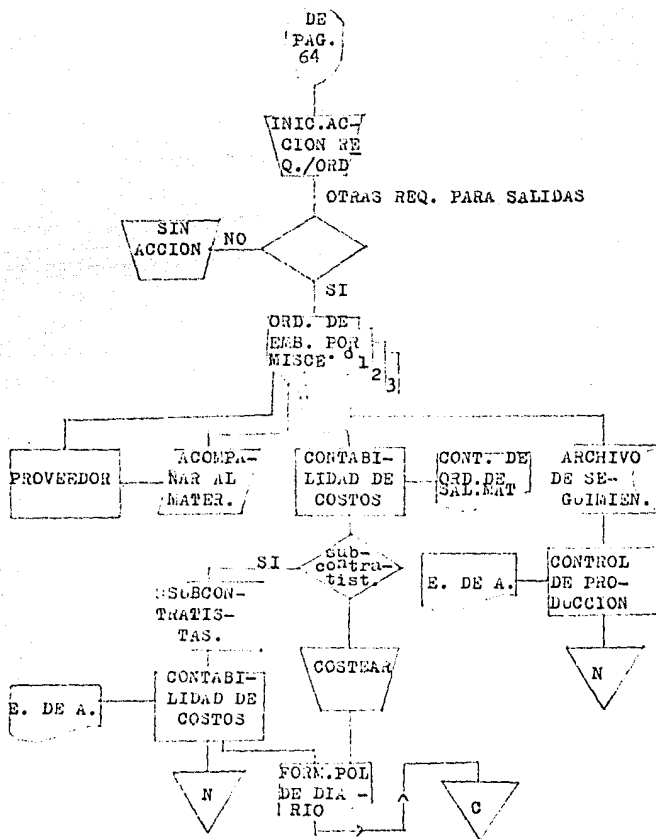 DE
PAG.
64
INIC.AC-
CION RE
Q./ORD
OTRAS REQ. PARA SALIDAS
SIN
ACCION
NO
SI
ORD. DE
EMB. POR
MISCE. d1
2
3
PROVEEDOR
ACOMPA-
ÑAR AL
MATER.
CONTABI-
LIDAD DE
COSTOS
CONT. DE
ORD.DE
SAL.MAT
ARCHIVO
DE SE-
GUIMIEN.
sub-
contra-
tist.
SI
SUBCON-
TRATIS-
TAS.
E. DE A.
CONTROL
DE PRO-
DUCCION
COSTEAR
N
E. DE A.
CONTABI-
LIDAD DE
COSTOS
N
FORM.POL
DE DIA -
RIO
C